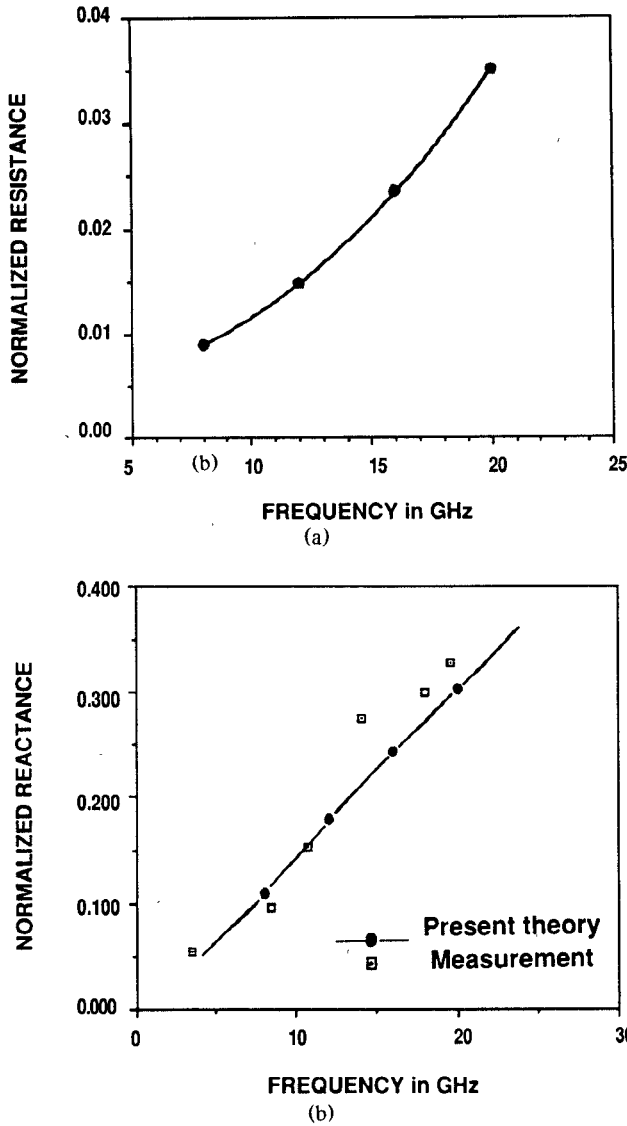 0.04
0.03
0.02
0.01
0.00
NORMALIZED RESISTANCE
5 (b) 10 15 20 25
FREQUENCY in GHz
(a)
0.400
0.300
0.200
0.100
0.000
NORMALIZED REACTANCE
Present theory
Measurement
0 10 20 30
FREQUENCY in GHz
(b)